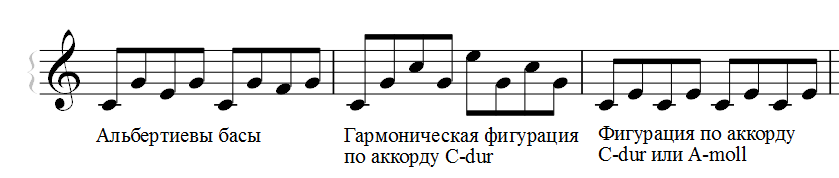 Альбертиевы басы
Гармоническая фигурация
по аккорду C-dur
Фигурация по аккорду
C-dur или A-moll